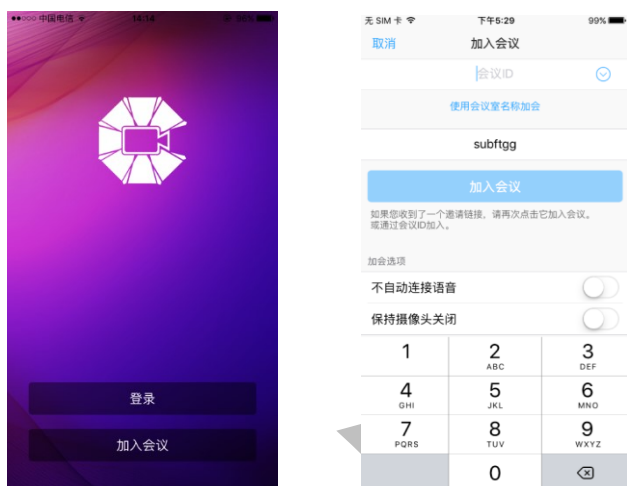 ●●○○○ 中国电信 14:14 98%
登录
加入会议
无 SIM 卡 下午5:29 99%
取消 加入会议
会议ID
使用会议室名称加会
subftgg
加入会议
如果您收到了一个邀请链接，请再次点击它加入会议。
或通过会议ID加入。
加会选项
不自动连接语音
保持摄像头关闭
1 2 3
ABC DEF
4 5 6
GHI JKL MNO
7 8 9
PQRS TUV WXYZ
0